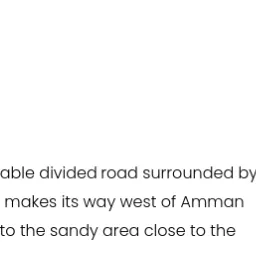 able divided road surrounded by
makes its way west of Amman
to the sandy area close to the